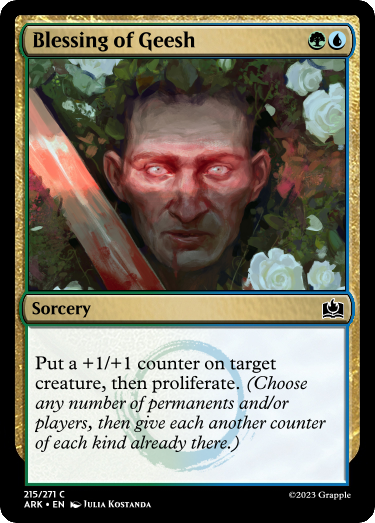 Blessing of Geesh
Sorcery
Put a +1/+1 counter on target
creature, then proliferate. (Choose
any number of permanents and/or
players, then give each another counter
of each kind already there.)
215/271 C
ARK • EN Julia Kostanda
©2023 Grapple